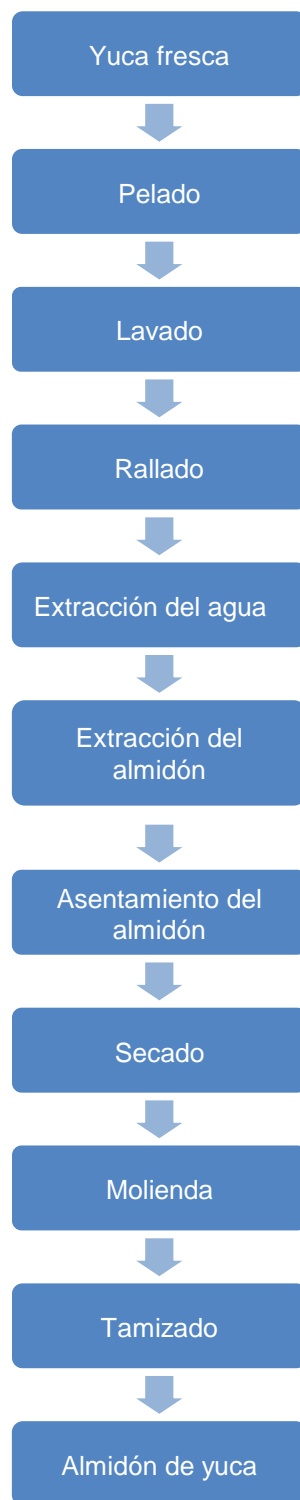 Yuca fresca
Pelado
Lavado
Rallado
Extracción del agua
Extracción del
almidón
Asentamiento del
almidón
Secado
Molienda
Tamizado
Almidón de yuca